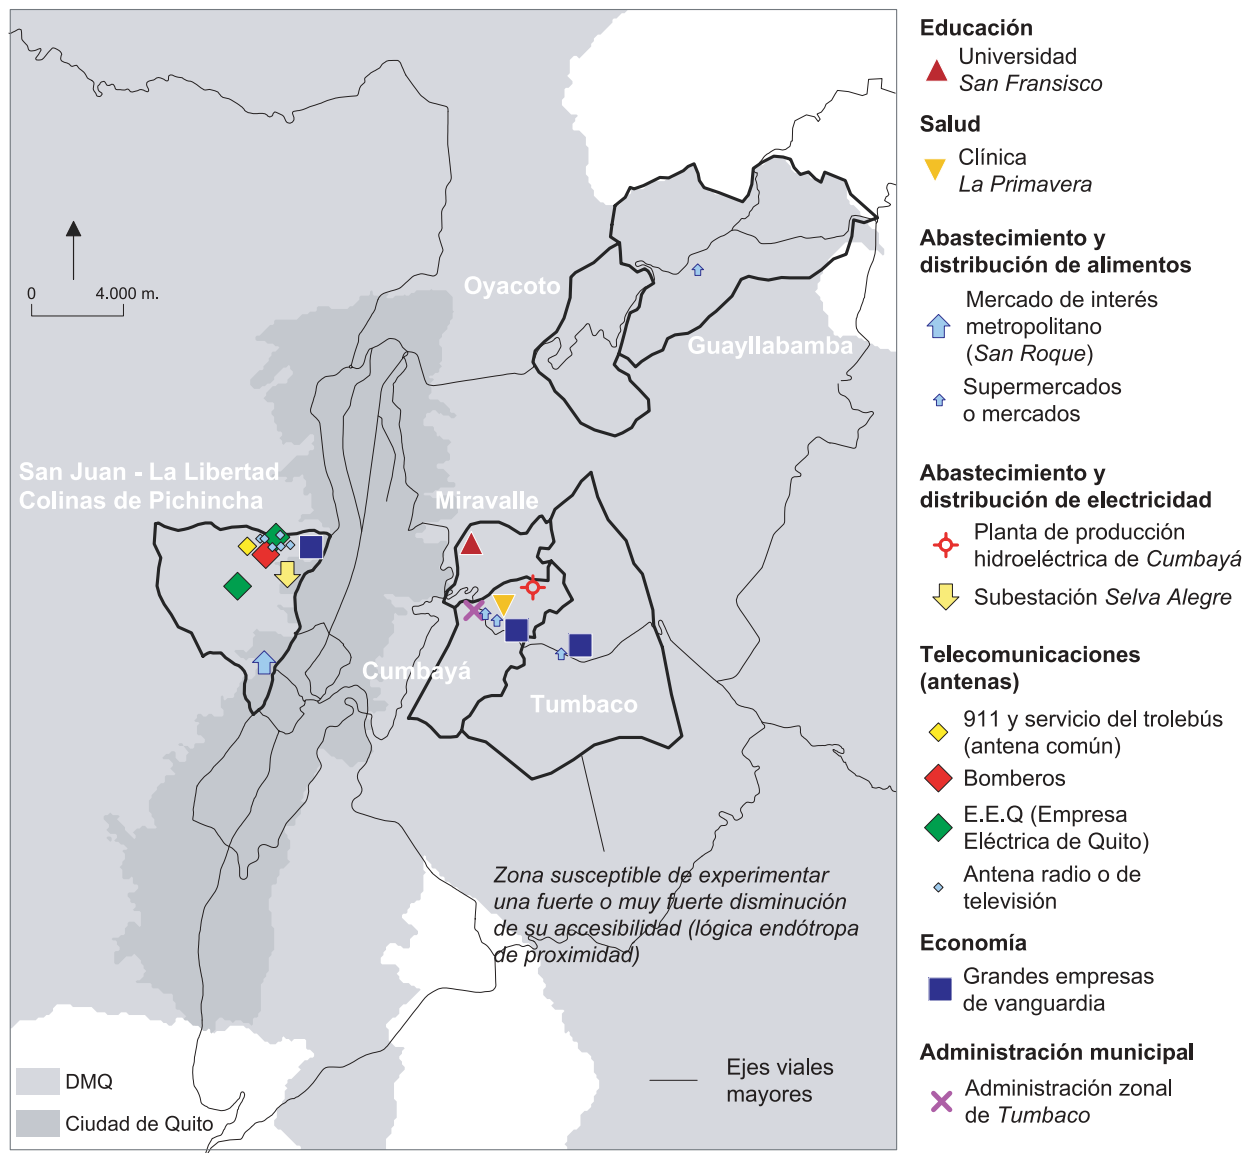 0
4.000 m.
Oyacoto
Guayllabamba
San Juan - La Libertad
Colinas de Pichincha
Miravalle
Cumbayá
Tumbaco
Zona susceptible de experimentar
una fuerte o muy fuerte disminución
de su accesibilidad (lógica endótropa
de proximidad)
DMQ
Ciudad de Quito
Ejes viales
mayores
Educación
Universidad
San Fransisco
Salud
Clínica
La Primavera
Abastecimiento y
distribución de alimentos
Mercado de interés
metropolitano
(San Roque)
Supermercados
o mercados
Abastecimiento y
distribución de electricidad
Planta de producción
hidroeléctrica de Cumbayá
Subestación Selva Alegre
Telecomunicaciones
(antenas)
911 y servicio del trolebús
(antena común)
Bomberos
E.E.Q (Empresa
Eléctrica de Quito)
Antena radio o de
televisión
Economía
Grandes empresas
de vanguardia
Administración municipal
Administración zonal
de Tumbaco